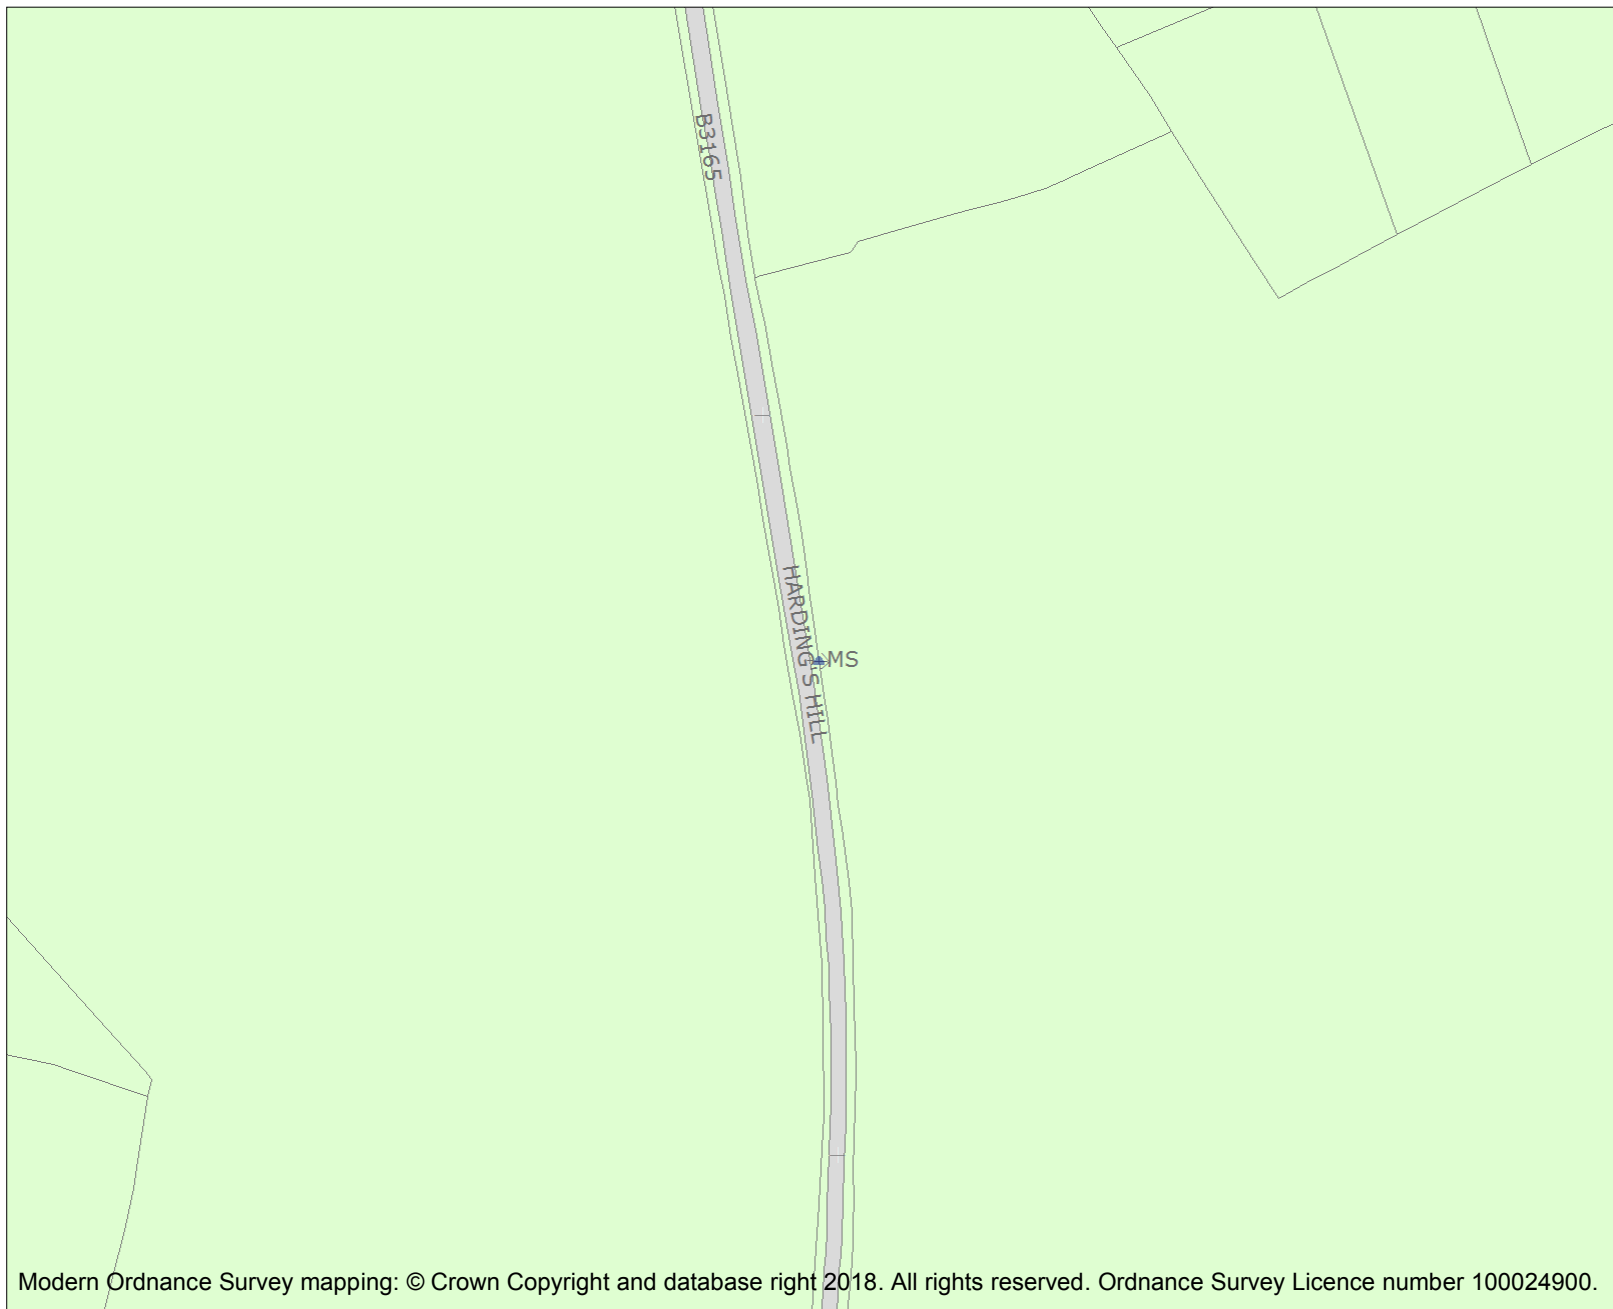 B3165
HARDING'S HILL
MS
Modern Ordnance Survey mapping: © Crown Copyright and database right 2018. All rights reserved. Ordnance Survey Licence number 100024900.